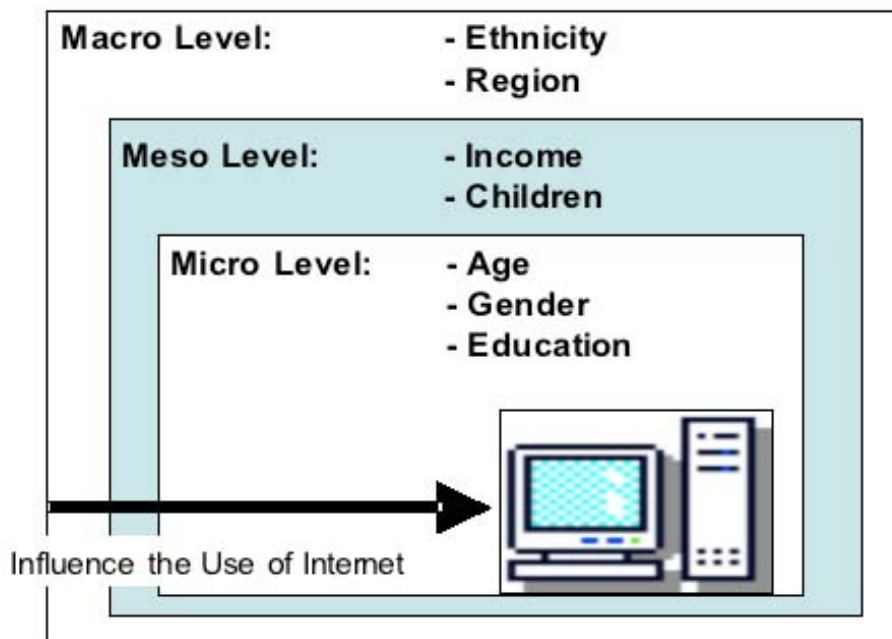 Macro Level: - Ethnicity
- Region
Meso Level: - Income
- Children
Micro Level: - Age
- Gender
- Education
Influence the Use of Internet